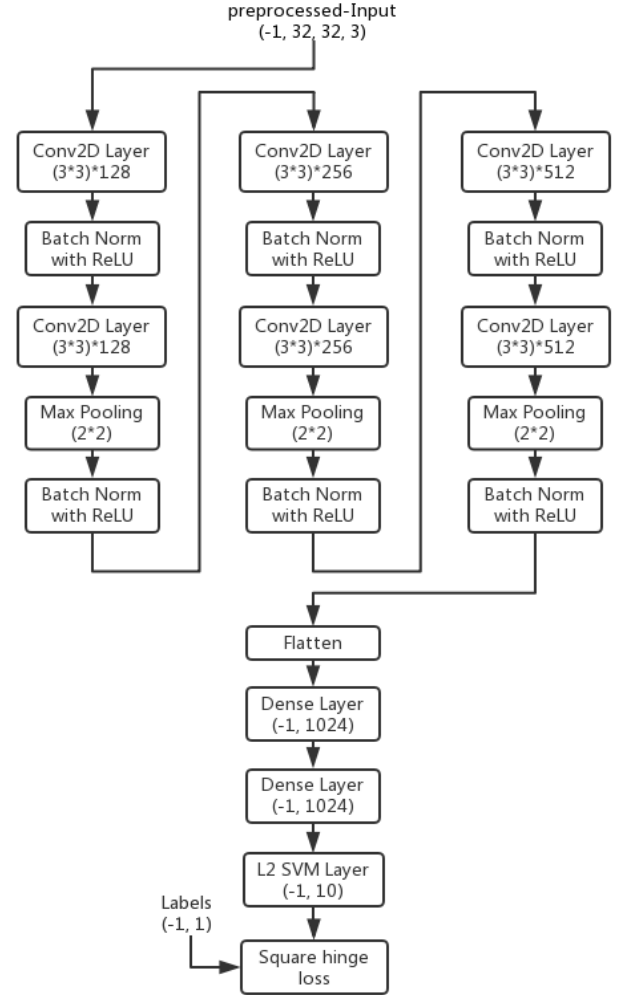 preprocessed-Input
(-1, 32, 32, 3)
Conv2D Layer
(3*3)*128
Batch Norm
with ReLU
Conv2D Layer
(3*3)*128
Max Pooling
(2*2)
Batch Norm
with ReLU
Conv2D Layer
(3*3)*256
Batch Norm
with ReLU
Conv2D Layer
(3*3)*256
Max Pooling
(2*2)
Batch Norm
with ReLU
Conv2D Layer
(3*3)*512
Batch Norm
with ReLU
Conv2D Layer
(3*3)*512
Max Pooling
(2*2)
Batch Norm
with ReLU
Flatten
Dense Layer
(-1, 1024)
Dense Layer
(-1, 1024)
L2 SVM Layer
(-1, 10)
Labels
(-1, 1)
Square hinge
loss